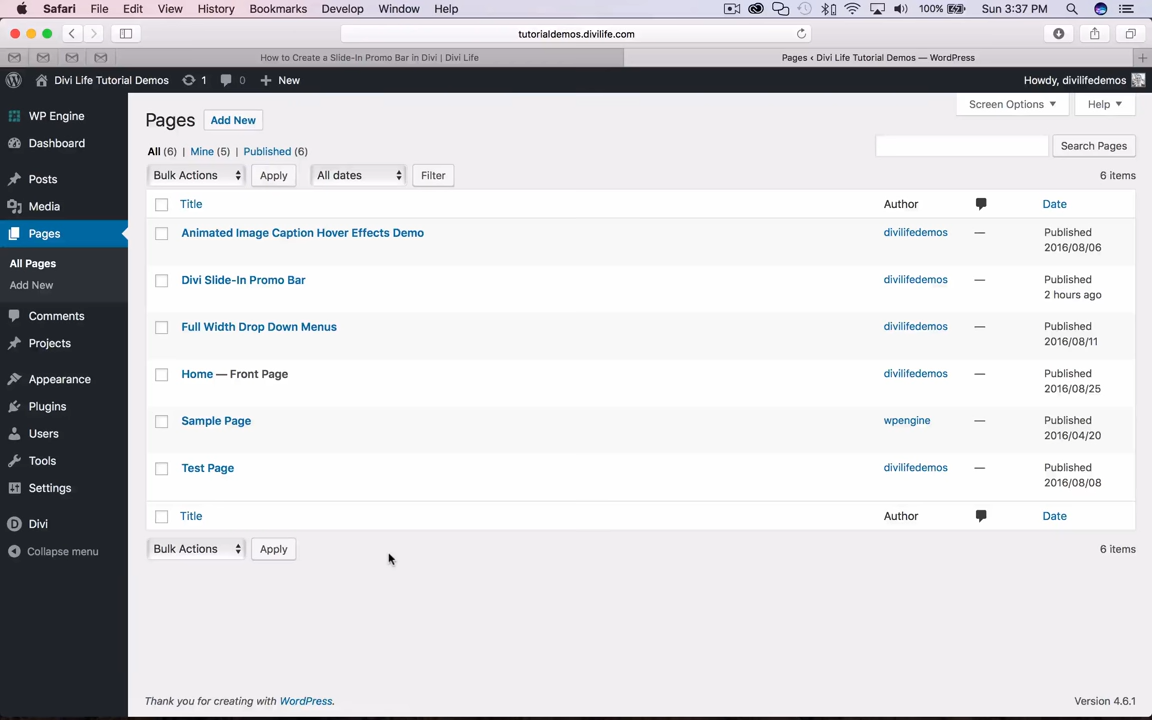 Safari File Edit View History Bookmarks Develop Window Help 100% Sun 3:37 PM
tutorialdemos.divilife.com
How to Create a Slide-In Promo Bar in Divi | Divi Life Pages ‹ Divi Life Tutorial Demos — WordPress
Divi Life Tutorial Demos 1 0 New Howdy, divilifedemos
WP Engine
Dashboard
Posts
Media
Pages
All Pages
Add New
Comments
Projects
Appearance
Plugins
Users
Tools
Settings
Divi
Collapse menu
Screen Options Help
Pages Add New
All (6) | Mine (5) | Published (6)
Search Pages
Bulk Actions Apply All dates Filter 6 items
Title Author Date
Animated Image Caption Hover Effects Demo divilifedemos — Published
2016/08/06
Divi Slide-In Promo Bar divilifedemos — Published
2 hours ago
Full Width Drop Down Menus divilifedemos — Published
2016/08/11
Home — Front Page divilifedemos — Published
2016/08/25
Sample Page wpengine — Published
2016/04/20
Test Page divilifedemos — Published
2016/08/08
Title Author Date
Bulk Actions Apply 6 items
Thank you for creating with WordPress. Version 4.6.1